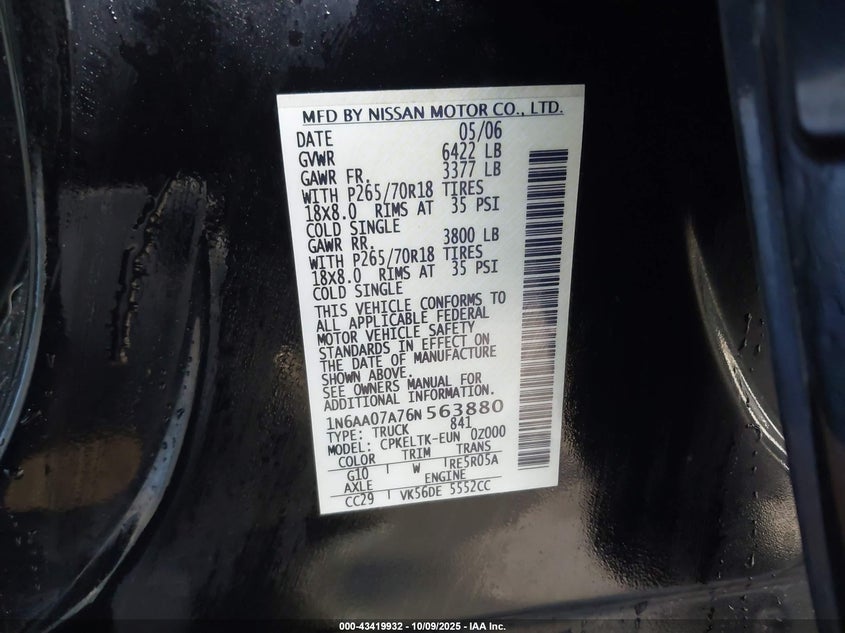 MFD BY NISSAN MOTOR CO., LTD.
DATE 05/06
GVWR 6422 LB
GAWR FR. 3377 LB
WITH P265/70R18 TIRES
18X8.0 RIMS AT 35 PSI
COLD SINGLE
GAWR RR. 3800 LB
WITH P265/70R18 TIRES
18X8.0 RIMS AT 35 PSI
COLD SINGLE
THIS VEHICLE CONFORMS TO
ALL APPLICABLE FEDERAL
MOTOR VEHICLE SAFETY
STANDARDS IN EFFECT ON
THE DATE OF MANUFACTURE
SHOWN ABOVE.
SEE OWNERS MANUAL FOR
ADDITIONAL INFORMATION.
1N6AA07A76N563880
TYPE: TRUCK 841
MODEL: CPKELTK-EUN 0Z000
COLOR TRIM TRANS
G10 W RE5R05A
AXLE ENGINE
CC29 VK56DE 5552CC
000-43419932 - 10/09/2025 - IAA Inc.